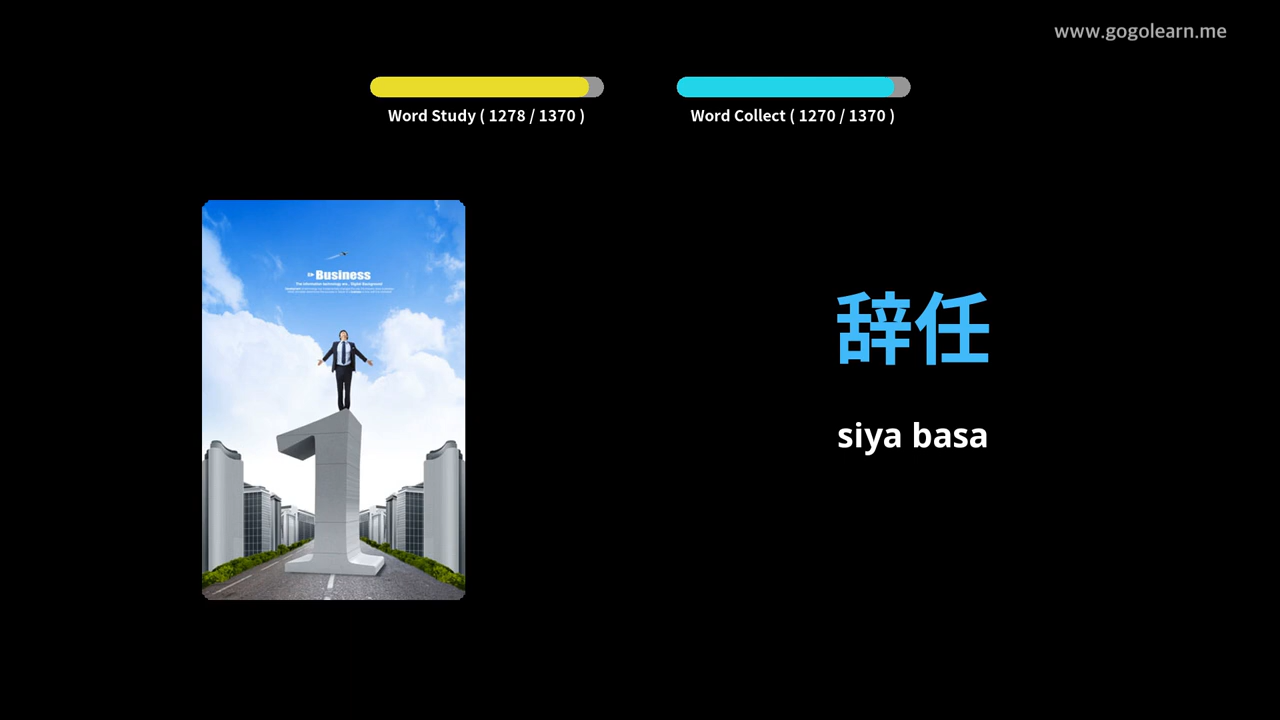 www.gogolearn.me
Word Study ( 1278 / 1370 )
Word Collect ( 1270 / 1370 )
Business
辞任
siya basa